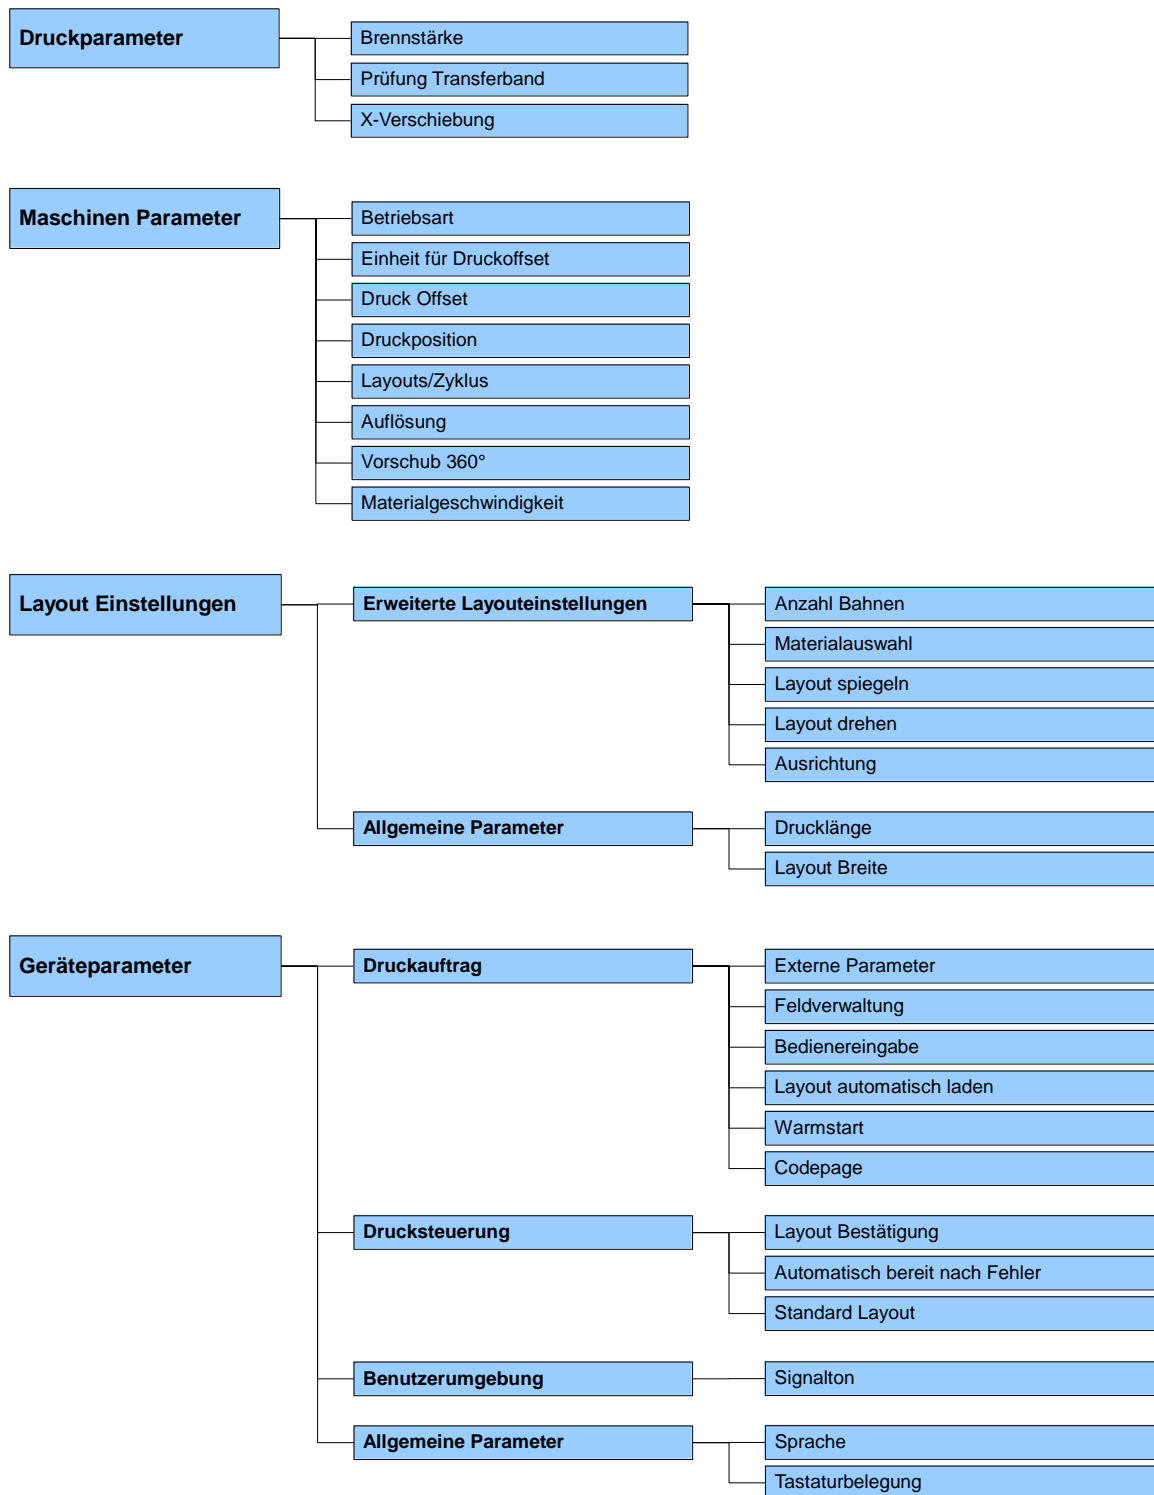 Druckparameter
Brennstärke
Prüfung Transferband
X-Verschiebung
Maschinen Parameter
Betriebsart
Einheit für Druckoffset
Druck Offset
Druckposition
Layouts/Zyklus
Auflösung
Vorschub 360°
Materialgeschwindigkeit
Layout Einstellungen
Erweiterte Layouteinstellungen
Anzahl Bahnen
Materialauswahl
Layout spiegeln
Layout drehen
Ausrichtung
Allgemeine Parameter
Drucklänge
Layout Breite
Geräteparameter
Druckauftrag
Externe Parameter
Feldverwaltung
Bedienereingabe
Layout automatisch laden
Warmstart
Codepage
Drucksteuerung
Layout Bestätigung
Automatisch bereit nach Fehler
Standard Layout
Benutzerumgebung
Signalton
Allgemeine Parameter
Sprache
Tastaturbelegung